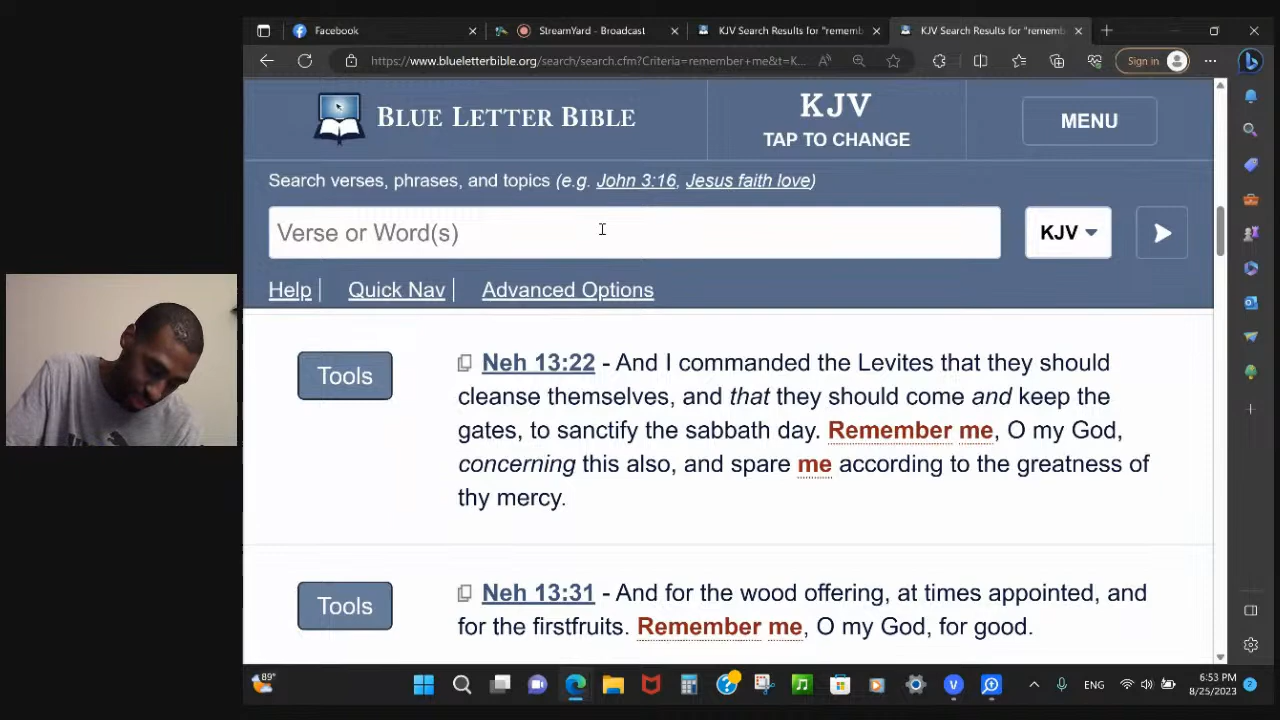 Facebook
StreamYard - Broadcast
KJV Search Results for "rememb
KJV Search Results for "rememb
https://www.blueletterbible.org/search/search.cfm?Criteria=remember+me&t=K...
Sign in
BLUE LETTER BIBLE
KJV
TAP TO CHANGE
MENU
Search verses, phrases, and topics (e.g. John 3:16, Jesus faith love)
Verse or Word(s)
KJV
Help | Quick Nav | Advanced Options
Tools
Neh 13:22 - And I commanded the Levites that they should
cleanse themselves, and that they should come and keep the
gates, to sanctify the sabbath day. Remember me, O my God,
concerning this also, and spare me according to the greatness of
thy mercy.
Tools
Neh 13:31 - And for the wood offering, at times appointed, and
for the firstfruits. Remember me, O my God, for good.
89°
ENG
6:53 PM
8/25/2023
2